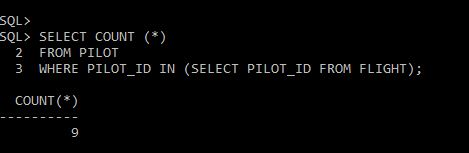 SQL>
SQL> SELECT COUNT (*)
  2  FROM PILOT
  3  WHERE PILOT_ID IN (SELECT PILOT_ID FROM FLIGHT);
  COUNT(*)
----------
         9